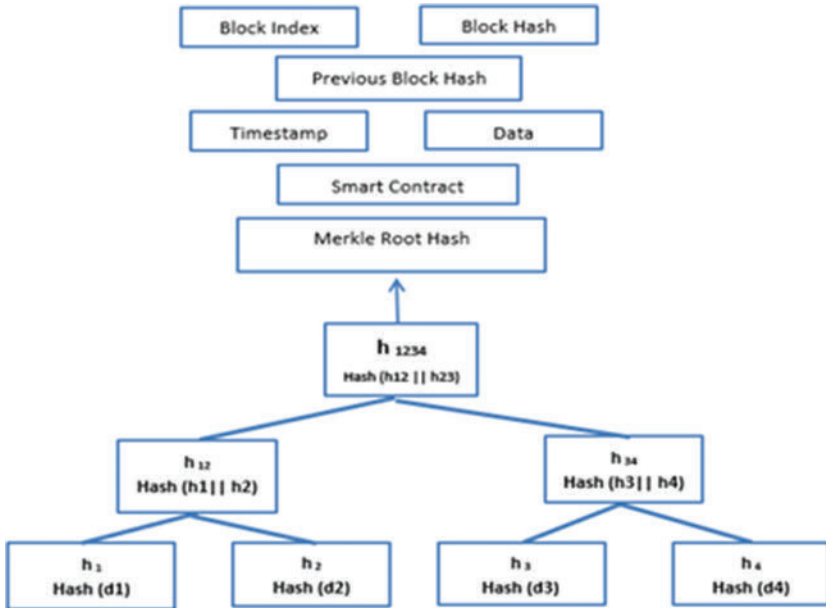 Block Index
Block Hash
Previous Block Hash
Timestamp
Data
Smart Contract
Merkle Root Hash
h 1234
Hash (h12 || h23)
h 12
Hash (h1|| h2)
h 34
Hash (h3|| h4)
h 1
Hash (d1)
h 2
Hash (d2)
h 3
Hash (d3)
h 4
Hash (d4)